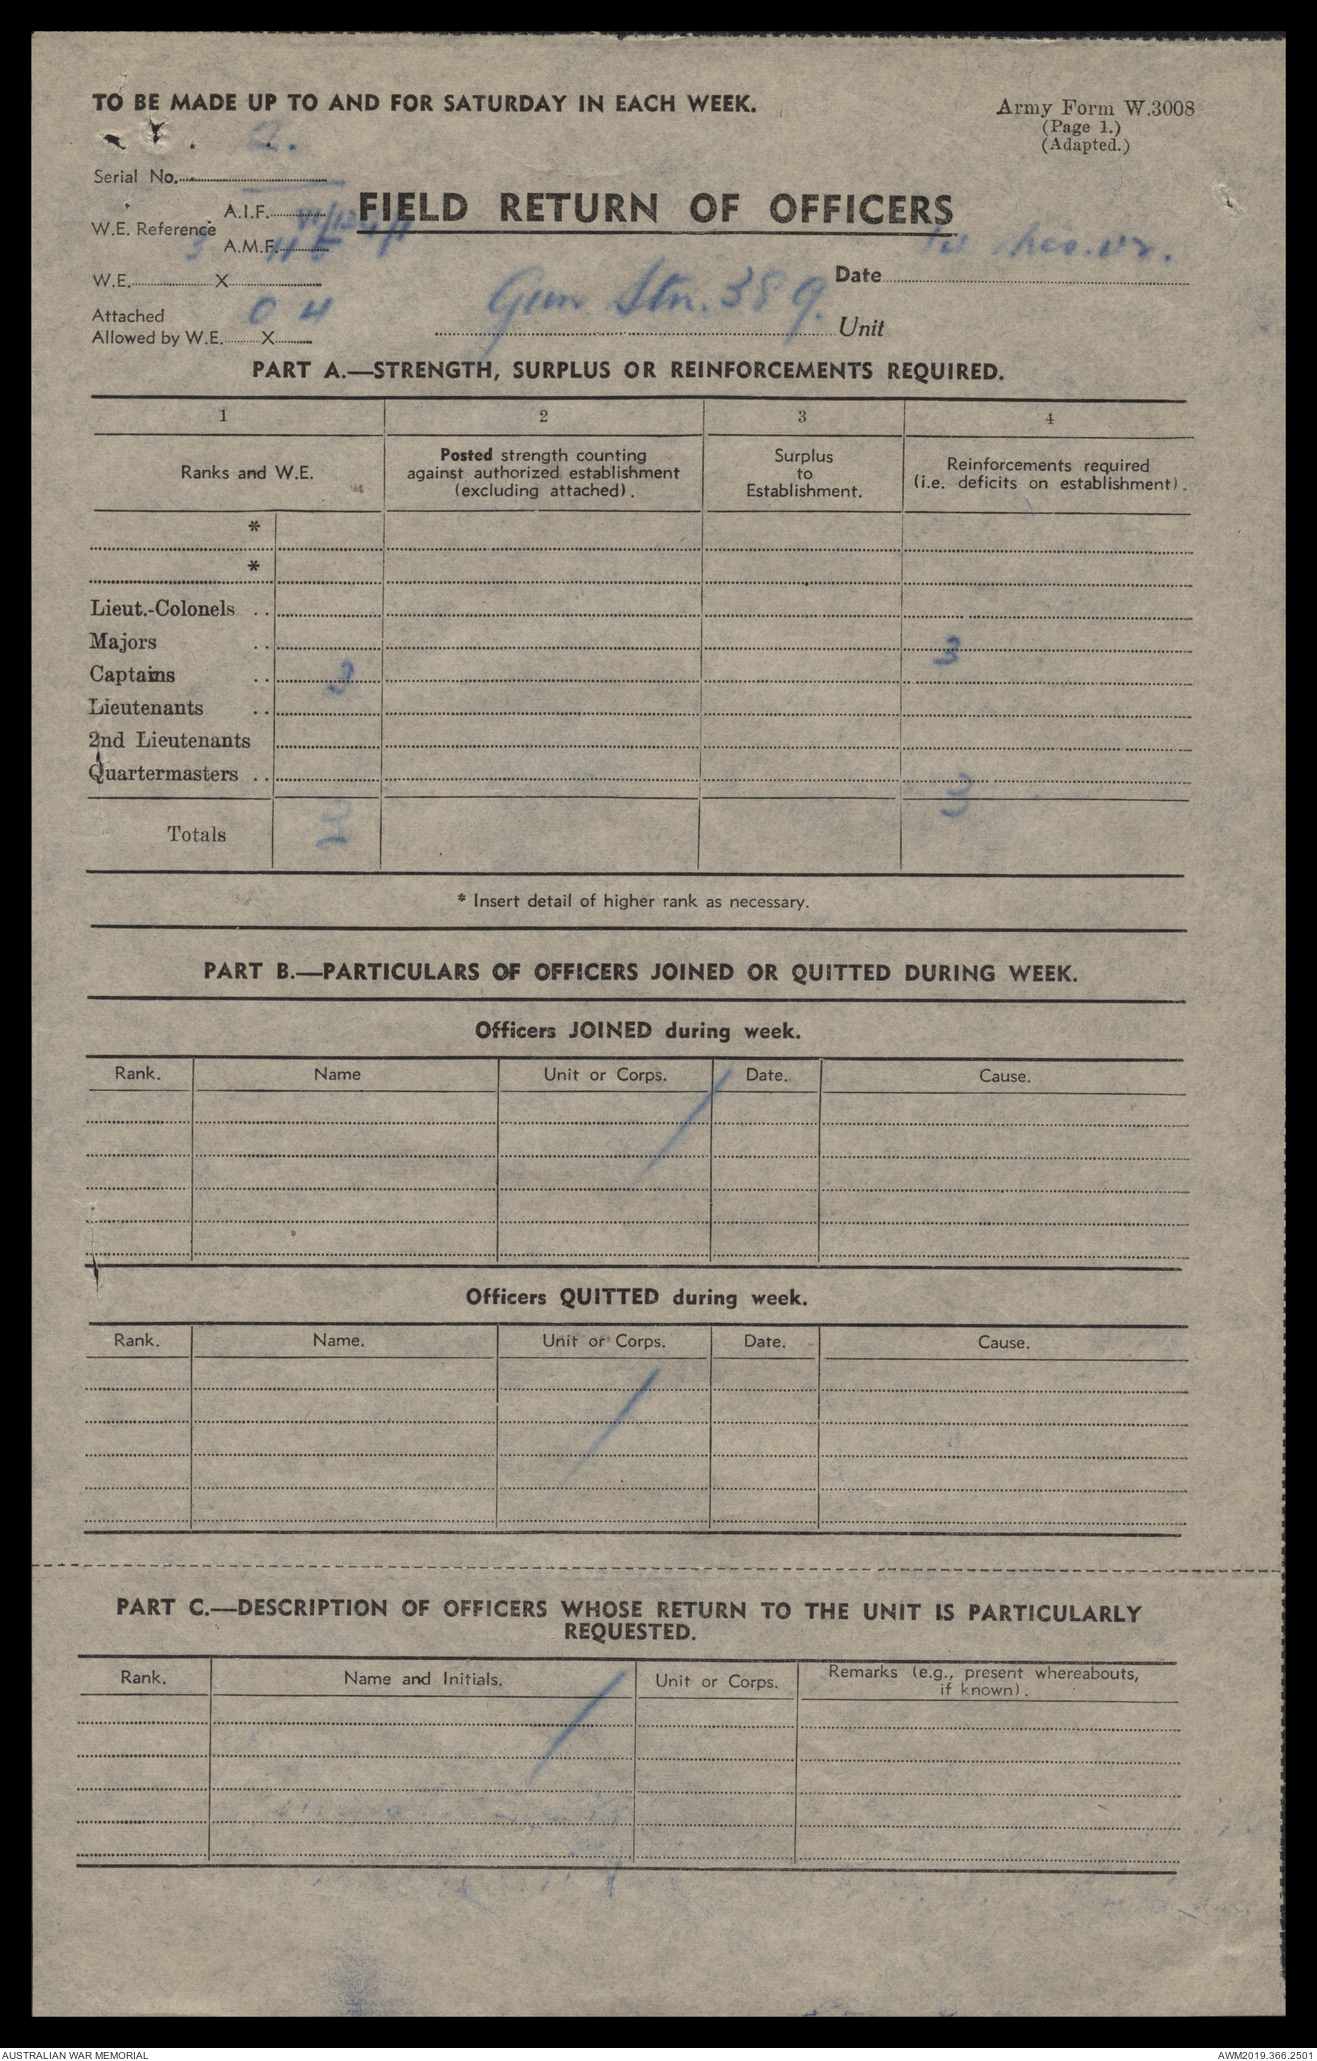 TO BE MADE UP TO AND FOR SATURDAY IN EACH WEEK.
Army Form W.3008
(Page 1.)
(Adapted.)
2.
Serial No.
FIELD RETURN OF OFFICERS
W.E. Reference
A.I.F.
A.M.F.
Date
W.E. X
Gun Stn. 389. Unit
Attached
Allowed by W.E. X
0 4
PART A.—STRENGTH, SURPLUS OR REINFORCEMENTS REQUIRED.
1 2 3 4
Ranks and W.E.
Posted strength counting
against authorized establishment
(excluding attached).
Surplus
to
Establishment.
Reinforcements required
(i.e. deficits on establishment).
*
*
Lieut.-Colonels ..
Majors .. 3
Captains .. 3
Lieutenants ..
2nd Lieutenants
Quartermasters ..
Totals 3 3
* Insert detail of higher rank as necessary.
PART B.—PARTICULARS OF OFFICERS JOINED OR QUITTED DURING WEEK.
Officers JOINED during week.
Rank. Name Unit or Corps. Date. Cause.
Officers QUITTED during week.
Rank. Name. Unit or Corps. Date. Cause.
PART C.—DESCRIPTION OF OFFICERS WHOSE RETURN TO THE UNIT IS PARTICULARLY
REQUESTED.
Rank. Name and Initials. Unit or Corps. Remarks (e.g., present whereabouts,
if known).
AUSTRALIAN WAR MEMORIAL
AWM2019.366.2501